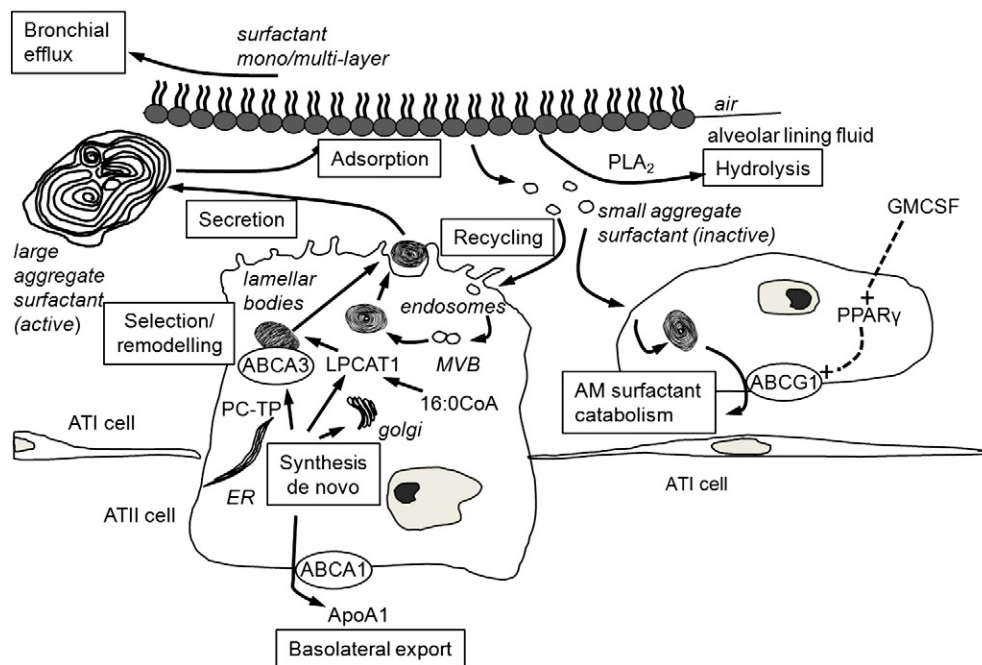 Bronchial
efflux
surfactant
mono/multi-layer
air
alveolar lining fluid
Adsorption
PLA₂
Hydrolysis
Secretion
Recycling
small aggregate
surfactant (inactive)
GMCSF
large
aggregate
surfactant
(active)
lamellar
bodies
endosomes
+
PPARγ
Selection/
remodelling
ABCA3
LPCAT1
MVB
ABCG1
+
AM surfactant
catabolism
PC-TP
16:0CoA
golgi
ATI cell
Synthesis
de novo
ER
ATI cell
ATII cell
ABCA1
ApoA1
Basolateral export